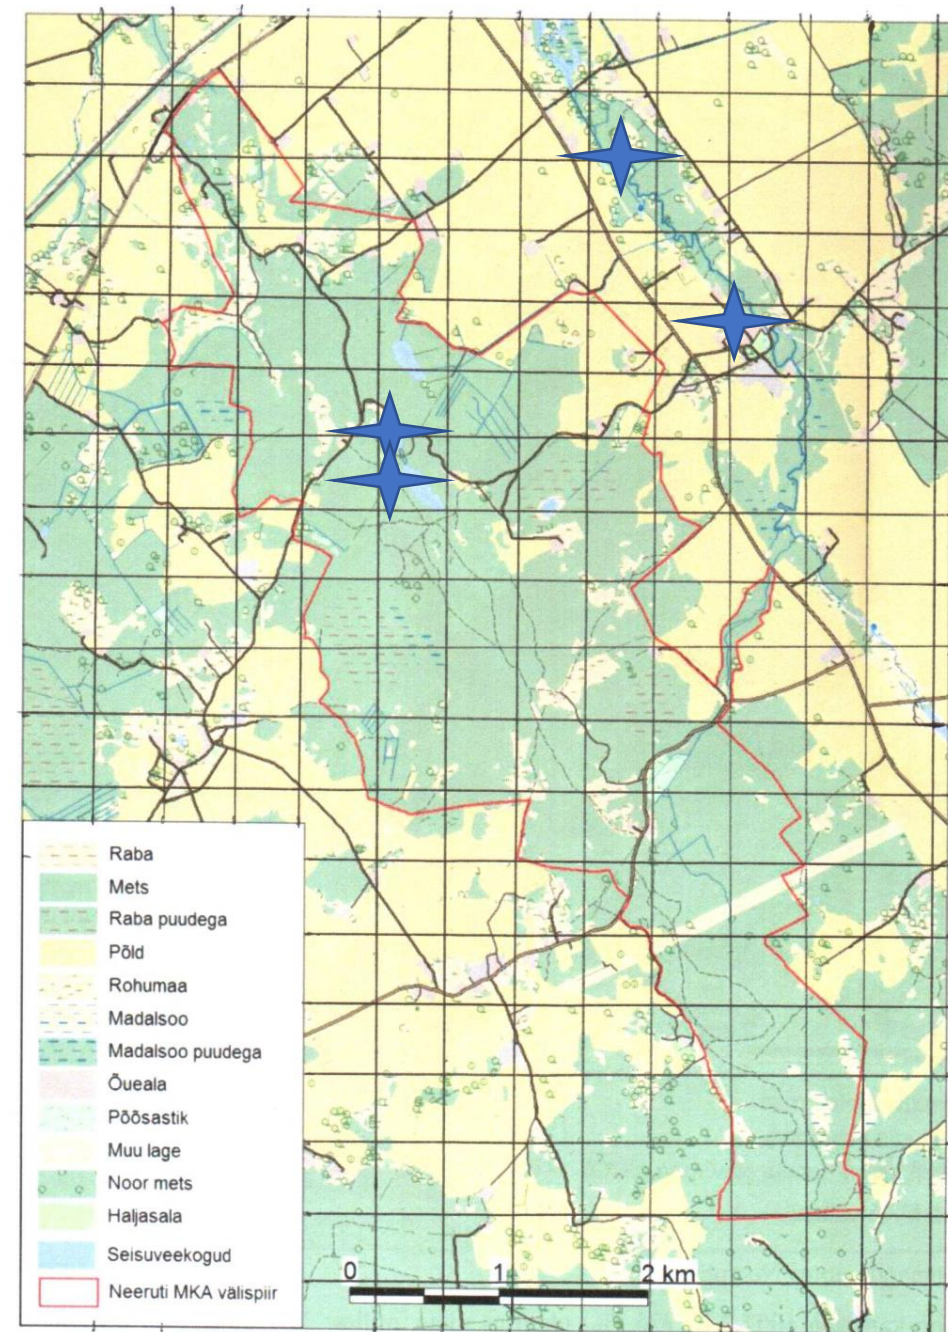 Raba
Mets
Raba puudega
Põld
Rohumaa
Madalsoo
Madalsoo puudega
Õueala
Põõsastik
Muu lage
Noor mets
Haljasala
Seisuveekogud
Neeruti MKA välispiir
0 1 2 km